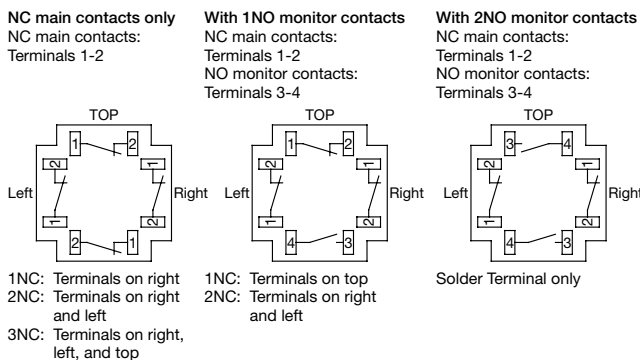 NC main contacts only
NC main contacts:
Terminals 1-2
TOP
1 2
2 1
Left Right
1 2
2 1
1NC: Terminals on right
2NC: Terminals on right
and left
3NC: Terminals on right,
left, and top
With 1NO monitor contacts
NC main contacts:
Terminals 1-2
NO monitor contacts:
Terminals 3-4
TOP
1 2
2 1
Left Right
1 2
4 3
1NC: Terminals on top
2NC: Terminals on right
and left
With 2NO monitor contacts
NC main contacts:
Terminals 1-2
NO monitor contacts:
Terminals 3-4
TOP
3 4
2 1
Left Right
1 2
4 3
Solder Terminal only